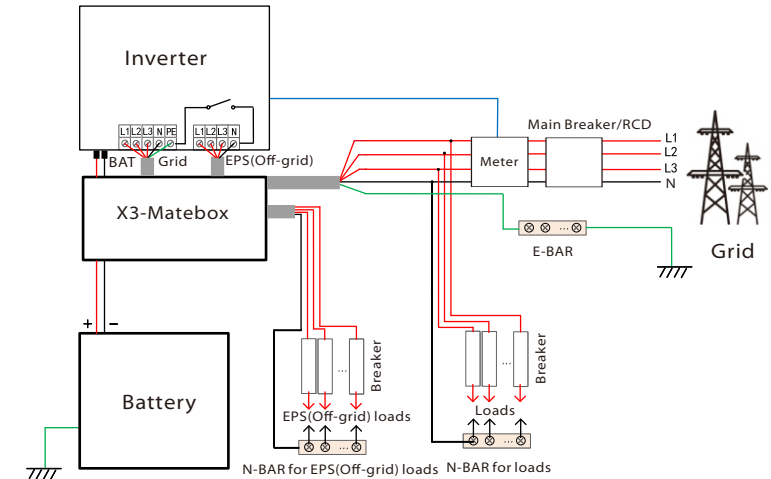 Inverter
L1 L2 L3 N PE
L1 L2 L3 N
BAT
Grid
EPS(Off-grid)
Main Breaker/RCD
L1
L2
L3
N
Meter
X3-Matebox
E-BAR
Grid
+ −
Battery
...
Breaker
...
Breaker
EPS(Off-grid) loads
Loads
...
...
...
N-BAR for EPS(Off-grid) loads
N-BAR for loads